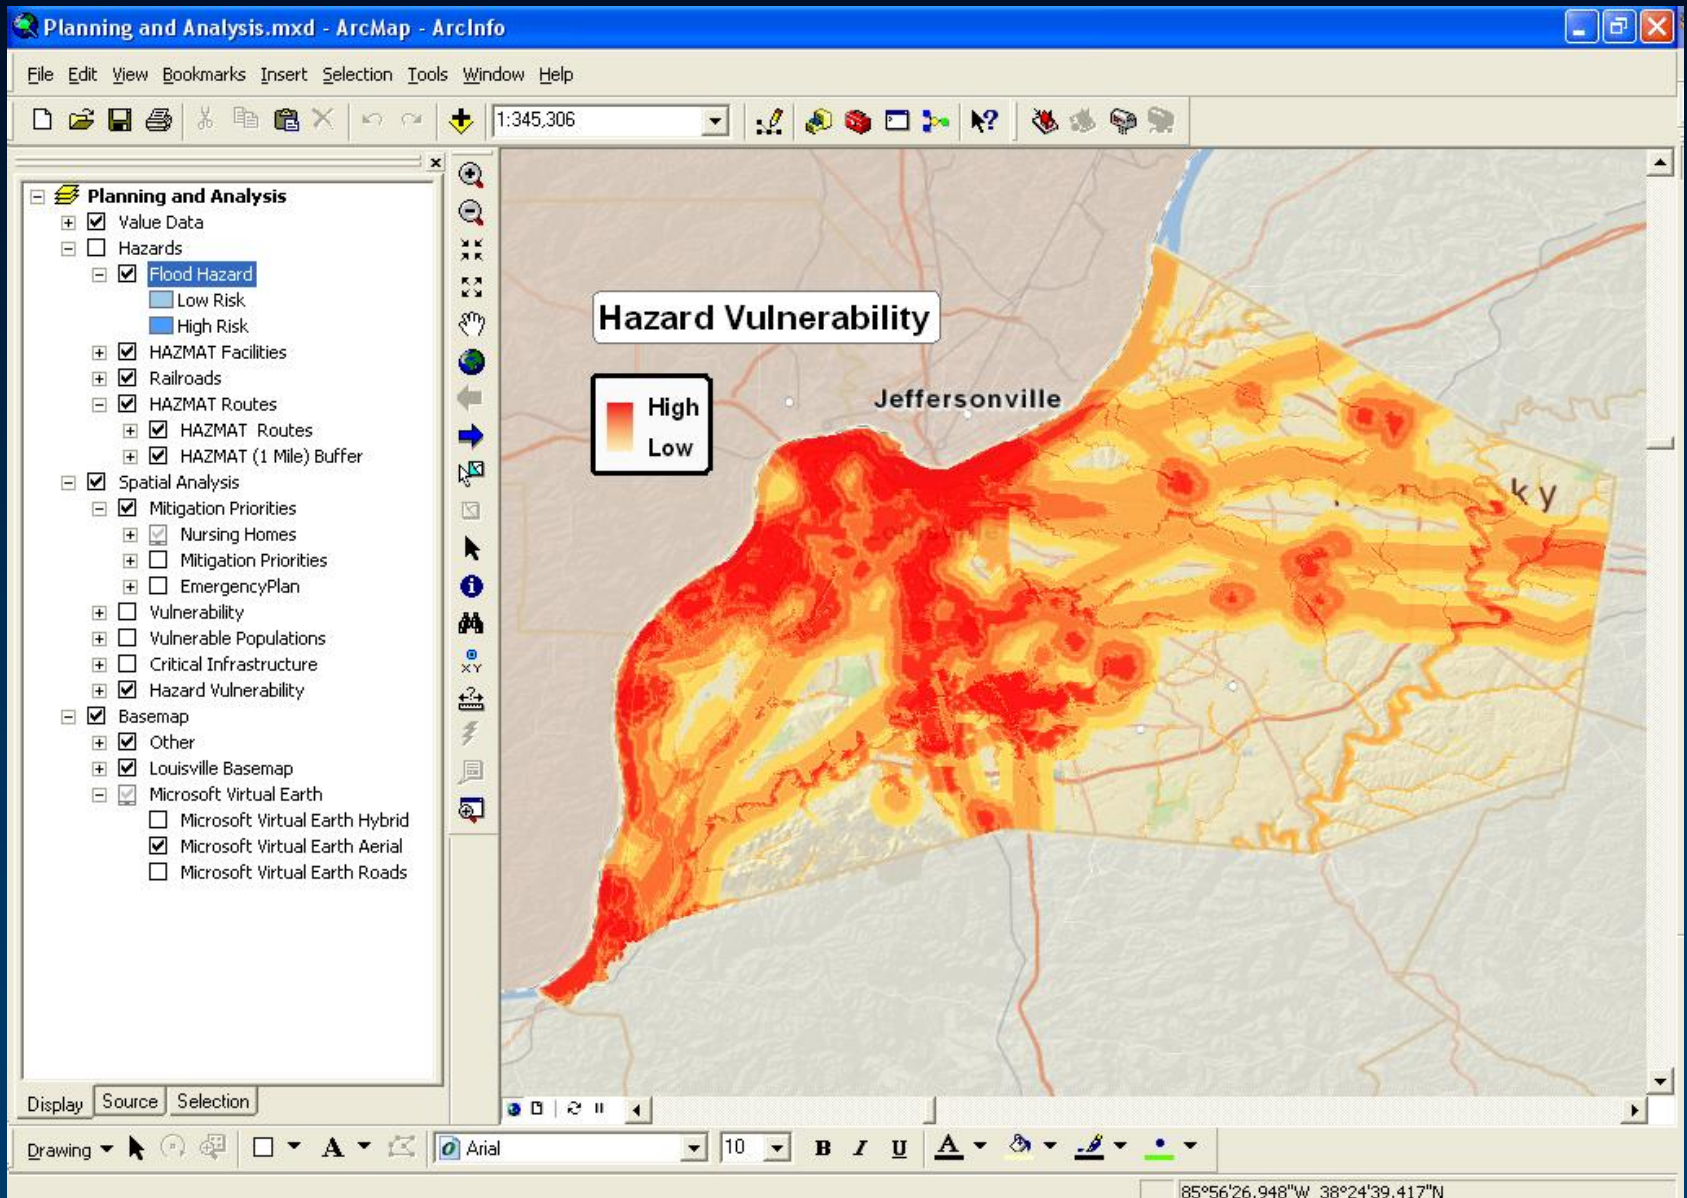 Planning and Analysis.mxd - ArcMap - ArcInfo
File Edit View Bookmarks Insert Selection Tools Window Help
1:345,306
Planning and Analysis
Value Data
Hazards
Flood Hazard
Low Risk
High Risk
HAZMAT Facilities
Railroads
HAZMAT Routes
HAZMAT Routes
HAZMAT (1 Mile) Buffer
Spatial Analysis
Mitigation Priorities
Nursing Homes
Mitigation Priorities
EmergencyPlan
Vulnerability
Vulnerable Populations
Critical Infrastructure
Hazard Vulnerability
Basemap
Other
Louisville Basemap
Microsoft Virtual Earth
Microsoft Virtual Earth Hybrid
Microsoft Virtual Earth Aerial
Microsoft Virtual Earth Roads
XY
Hazard Vulnerability
High
Low
Jeffersonville
Display Source Selection
Drawing A Arial 10 B I U A
85°56'26.948"W 38°24'39.417"N